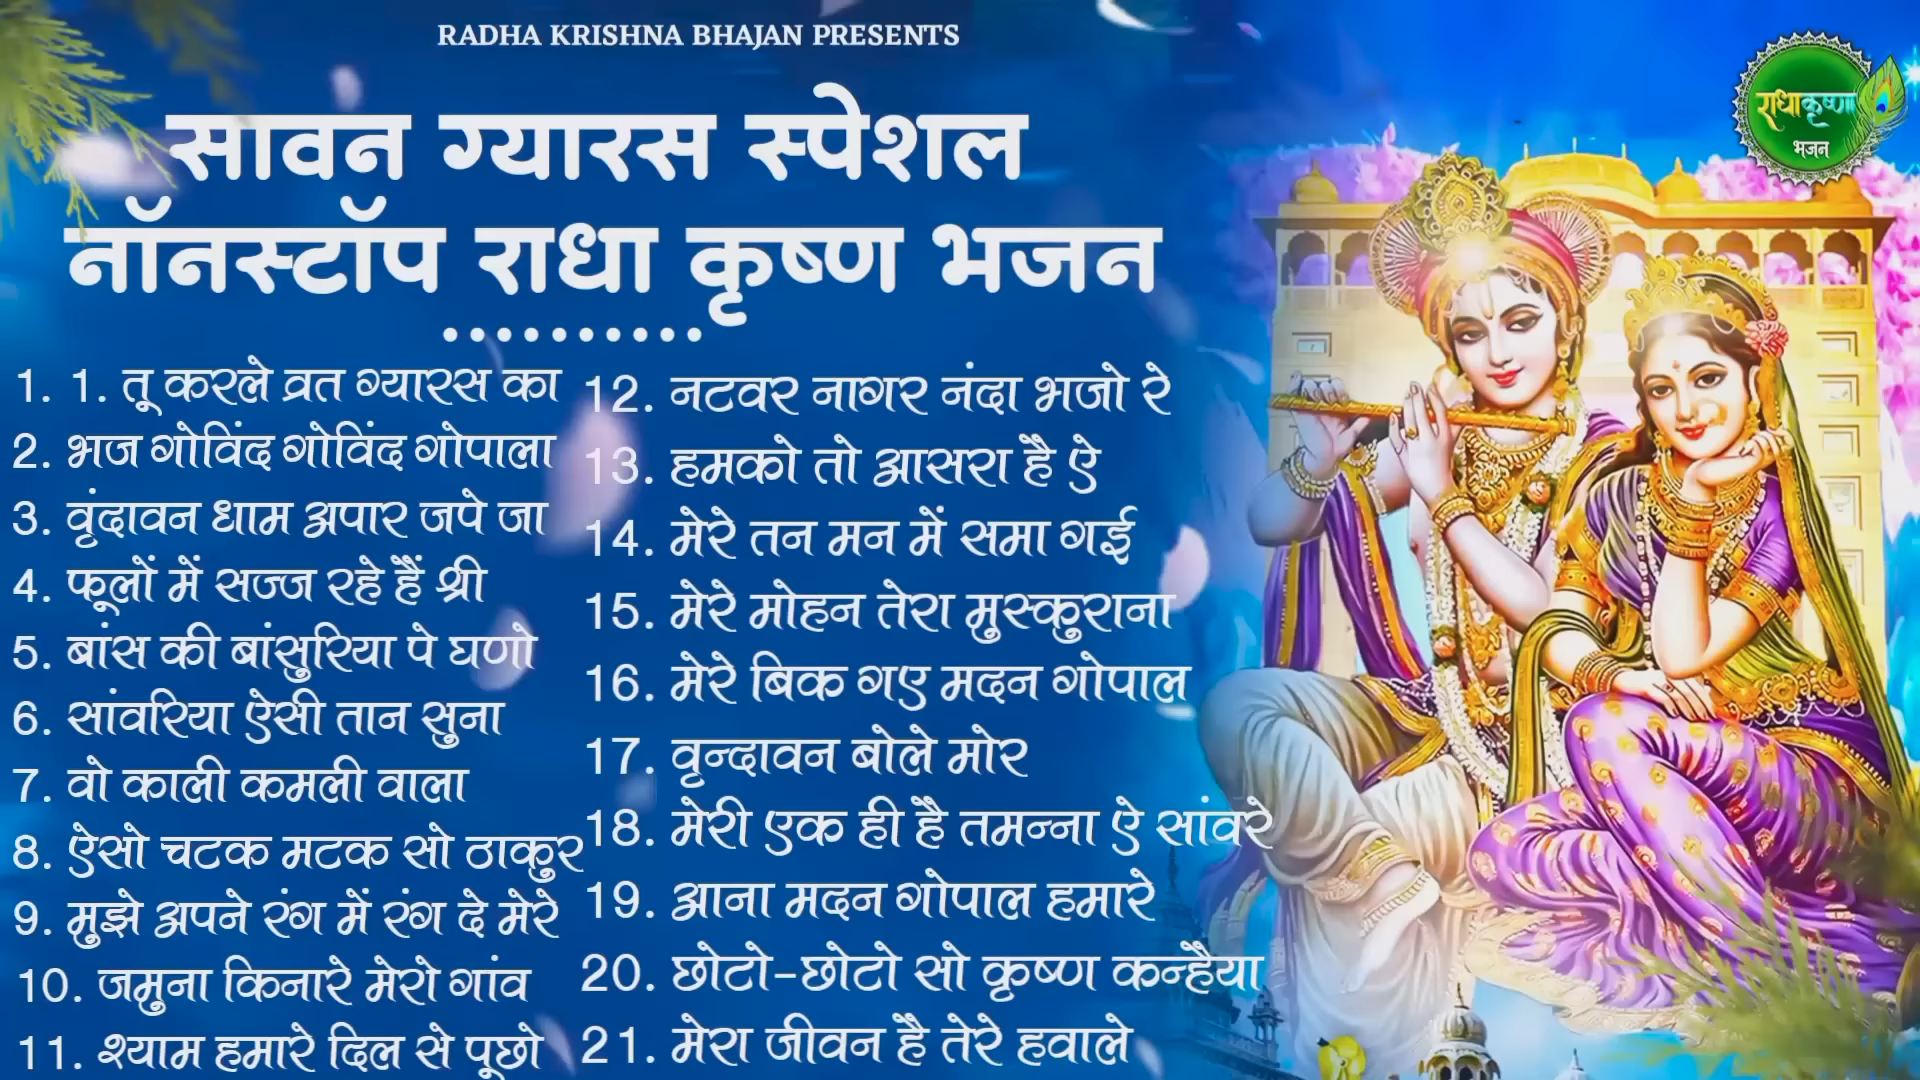 RADHA KRISHNA BHAJAN PRESENTS
राधाकृष्णा
भजन
सावन ग्यारस स्पेशल
नॉनस्टॉप राधा कृष्ण भजन
1. 1. तू करले व्रत ग्यारस का
2. भज गोविंद गोविंद गोपाला
3. वृंदावन धाम अपार जपे जा
4. फूलों में सज्ज रहे हैं श्री
5. बांस की बांसुरिया पे घणो
6. सांवरिया ऐसी तान सुना
7. वो काली कमली वाला
8. ऐसो चटक मटक सो ठाकुर
9. मुझे अपने रंग में रंग दे मेरे
10. जमुना किनारे मेरो गांव
11. श्याम हमारे दिल से पूछो
12. नटवर नागर नंदा भजो रे
13. हमको तो आसरा है ऐ
14. मेरे तन मन में समा गई
15. मेरे मोहन तेरा मुस्कुराना
16. मेरे बिक गए मदन गोपाल
17. वृन्दावन बोले मोर
18. मेरी एक ही है तमन्ना ऐ सांवरे
19. आना मदन गोपाल हमारे
20. छोटो-छोटो सो कृष्ण कन्हैया
21. मेरा जीवन है तेरे हवाले